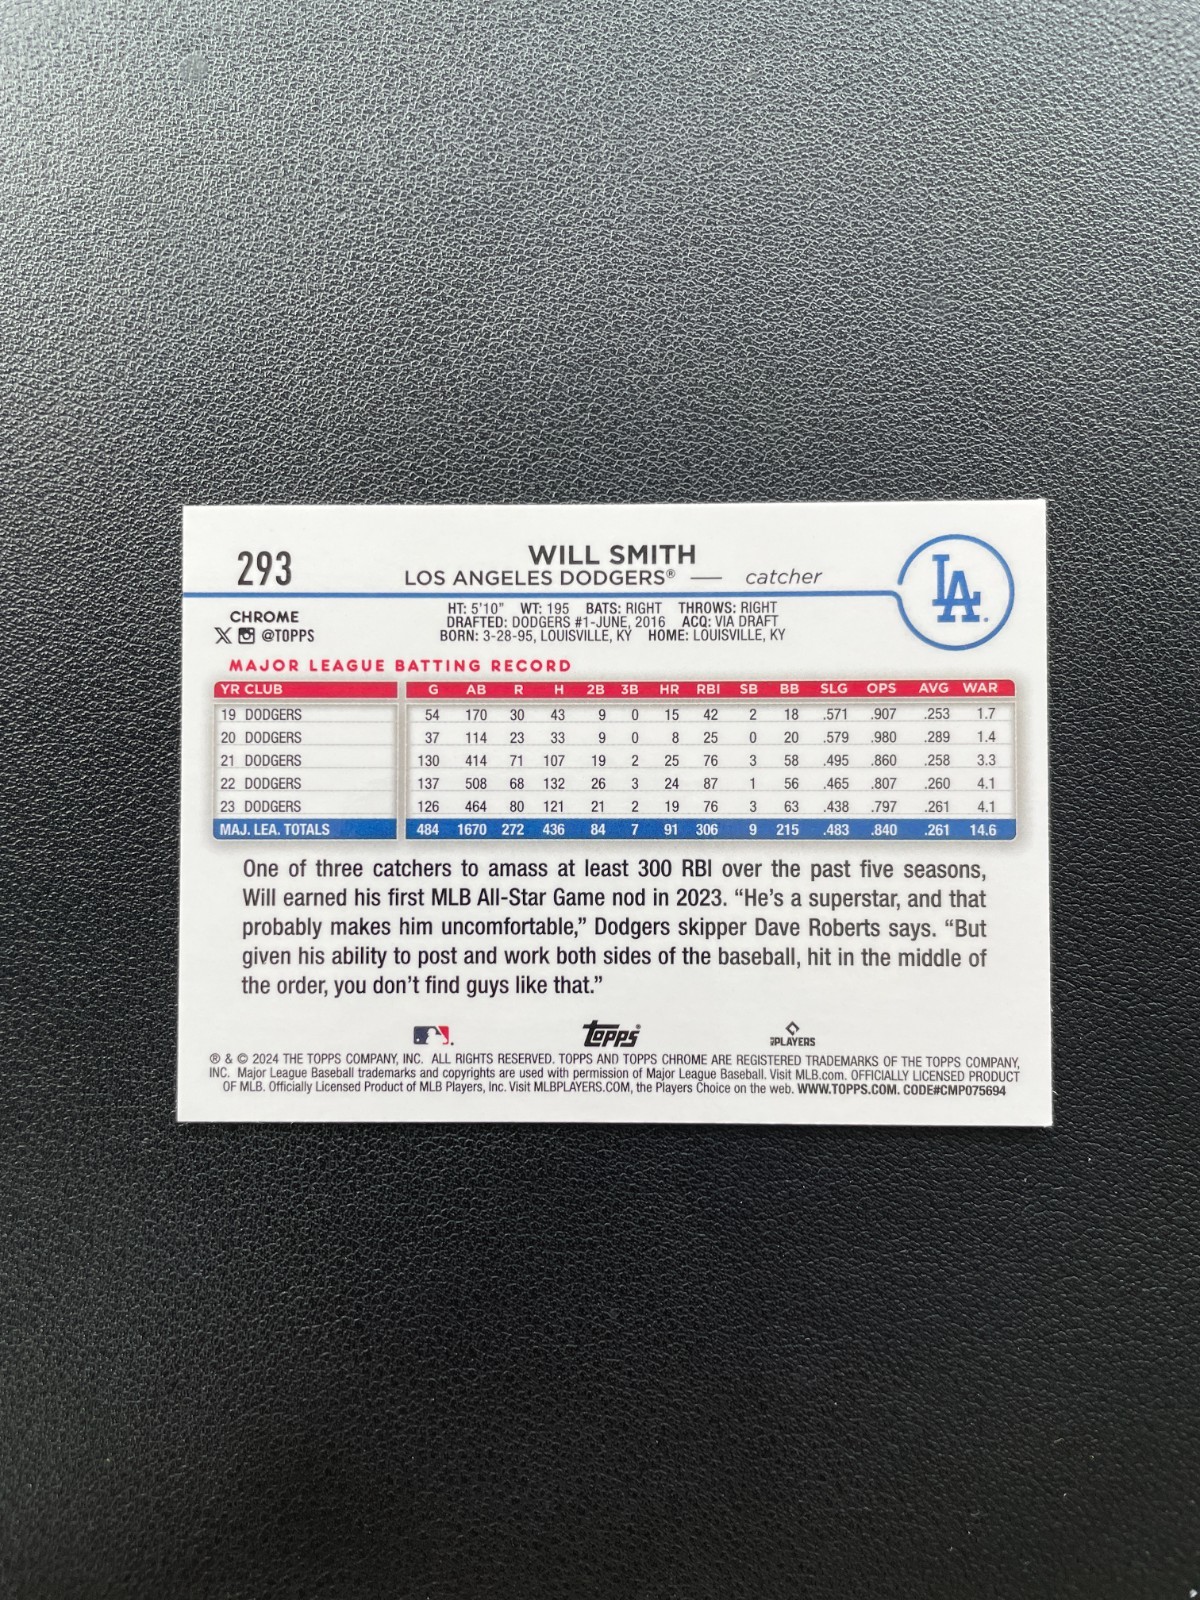 293
WILL SMITH
LOS ANGELES DODGERS® — catcher
LA
CHROME
@TOPPS
HT: 5'10" WT: 195 BATS: RIGHT THROWS: RIGHT
DRAFTED: DODGERS #1-JUNE, 2016 ACQ: VIA DRAFT
BORN: 3-28-95, LOUISVILLE, KY HOME: LOUISVILLE, KY
MAJOR LEAGUE BATTING RECORD
YR CLUB G AB R H 2B 3B HR RBI SB BB SLG OPS AVG WAR
19 DODGERS 54 170 30 43 9 0 15 42 2 18 .571 .907 .253 1.7
20 DODGERS 37 114 23 33 9 0 8 25 0 20 .579 .980 .289 1.4
21 DODGERS 130 414 71 107 19 2 25 76 3 58 .495 .860 .258 3.3
22 DODGERS 137 508 68 132 26 3 24 87 1 56 .465 .807 .260 4.1
23 DODGERS 126 464 80 121 21 2 19 76 3 63 .438 .797 .261 4.1
MAJ. LEA. TOTALS 484 1670 272 436 84 7 91 306 9 215 .483 .840 .261 14.6
One of three catchers to amass at least 300 RBI over the past five seasons,
Will earned his first MLB All-Star Game nod in 2023. “He's a superstar, and that
probably makes him uncomfortable,” Dodgers skipper Dave Roberts says. “But
given his ability to post and work both sides of the baseball, hit in the middle of
the order, you don't find guys like that.”
topps® PLAYERS
® & © 2024 THE TOPPS COMPANY, INC. ALL RIGHTS RESERVED. TOPPS AND TOPPS CHROME ARE REGISTERED TRADEMARKS OF THE TOPPS COMPANY,
INC. Major League Baseball trademarks and copyrights are used with permission of Major League Baseball. Visit MLB.com. OFFICIALLY LICENSED PRODUCT
OF MLB. Officially Licensed Product of MLB Players, Inc. Visit MLBPLAYERS.COM, the Players Choice on the web. WWW.TOPPS.COM. CODE#CMP075694